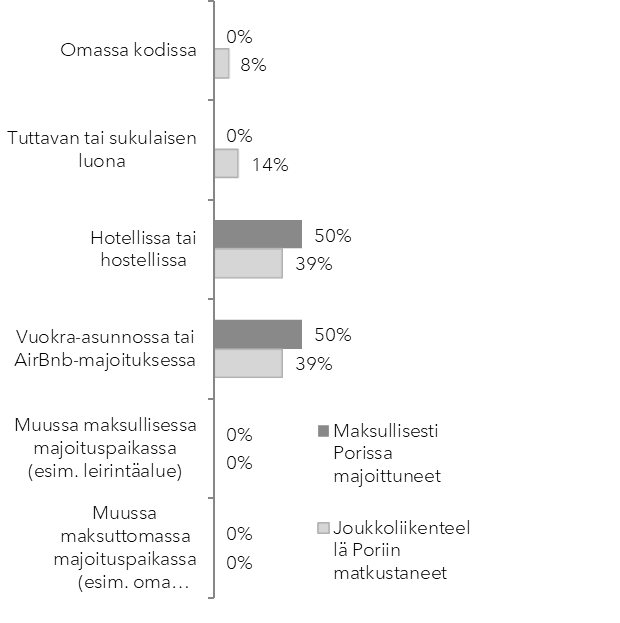 Omassa kodissa
0%
8%
Tuttavan tai sukulaisen
luona
0%
14%
Hotellissa tai
hostellissa
50%
39%
Vuokra-asunnossa tai
AirBnb-majoituksessa
50%
39%
Muussa maksullisessa
majoituspaikassa
(esim. leirintäalue)
0%
0%
Muussa
maksuttomassa
majoituspaikassa
(esim. oma…
0%
0%
Maksullisesti
Porissa
majoittuneet
Joukkoliikenteel
lä Poriin
matkustaneet